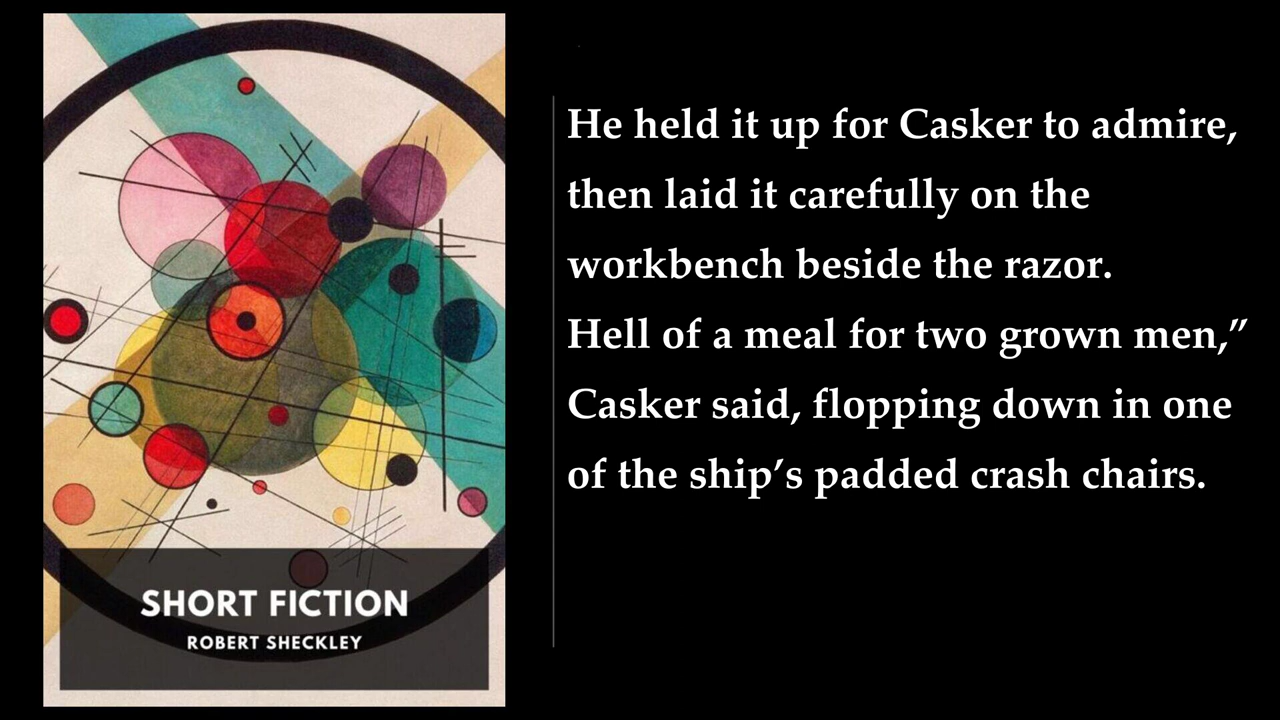 He held it up for Casker to admire,
then laid it carefully on the
workbench beside the razor.
Hell of a meal for two grown men,”
Casker said, flopping down in one
of the ship’s padded crash chairs.
SHORT FICTION
ROBERT SHECKLEY